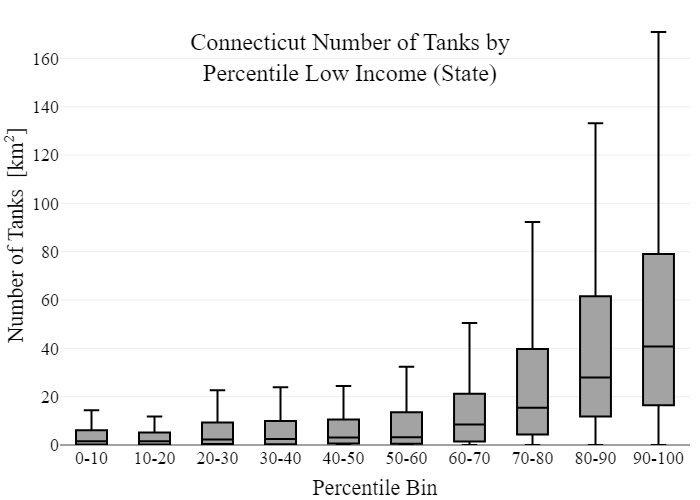 Connecticut Number of Tanks by
Percentile Low Income (State)
Number of Tanks [km²]
160
140
120
100
80
60
40
20
0
0-10 10-20 20-30 30-40 40-50 50-60 60-70 70-80 80-90 90-100
Percentile Bin